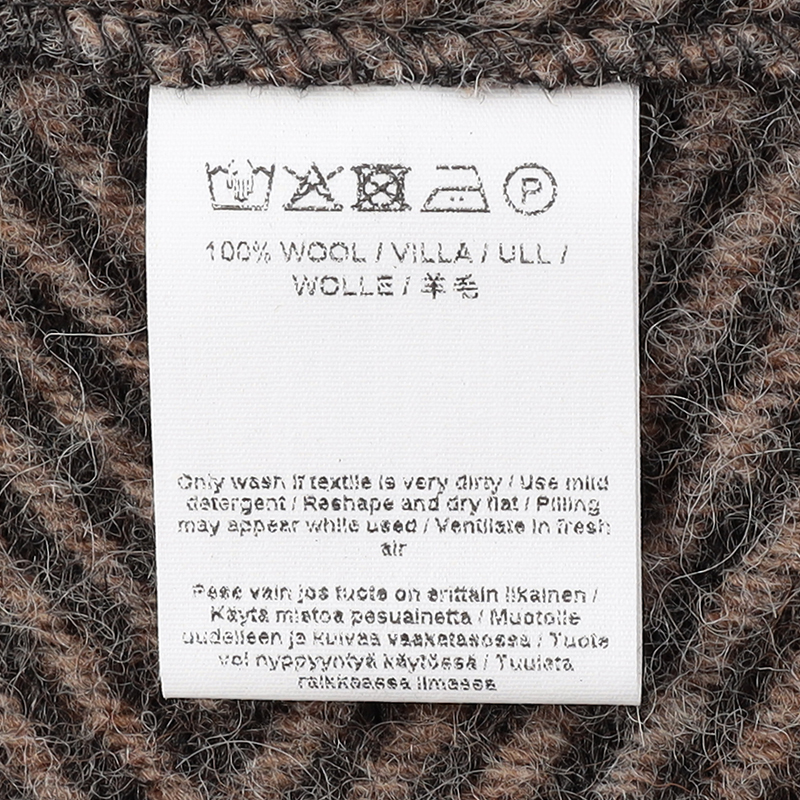 P
100% WOOL / VILLA / ULL /
WOLLE / 羊毛
Only wash if textile is very dirty / Use mild
detergent / Reshape and dry flat / Pilling
may appear while used / Ventilate in fresh
air
Pese vain jos tuote on erittäin likainen /
Käytä mietoa pesuainetta / Muotoile
uudelleen ja kuivaa vaakatasossa / Tuote
voi nyppyyntyä käytössä / Tuuleta
raikkaassa ilmassa